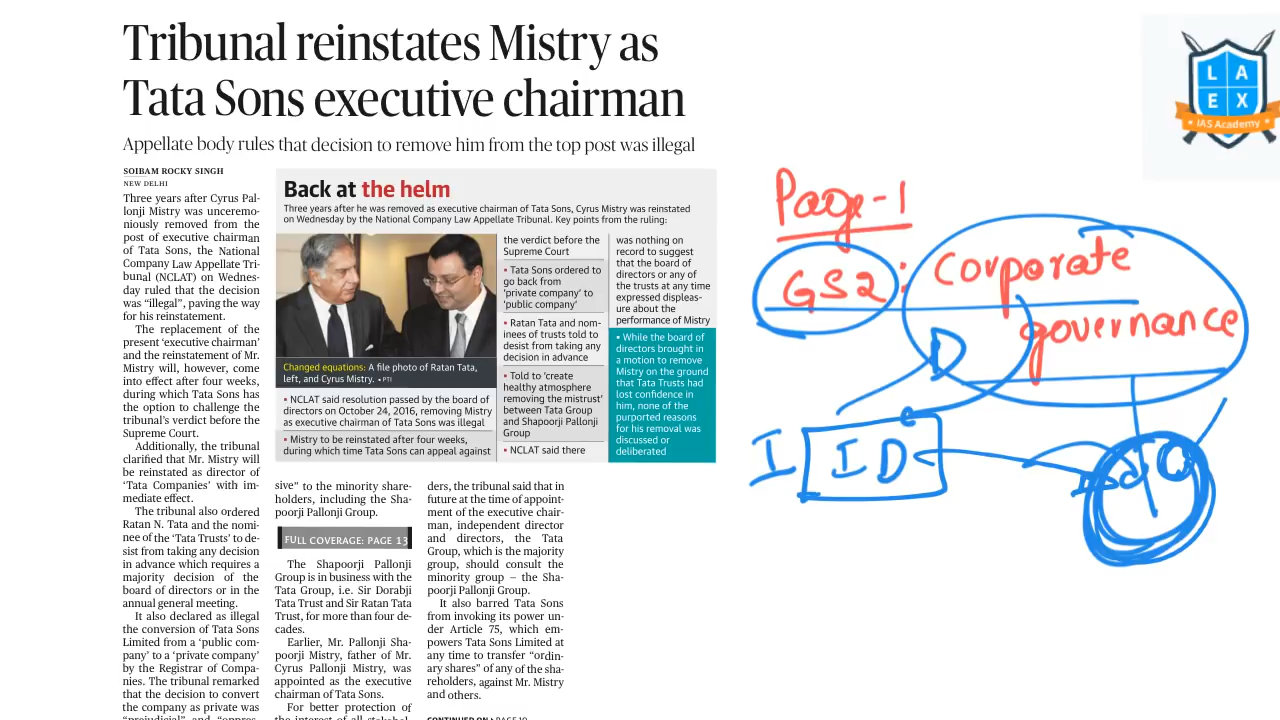 Tribunal reinstates Mistry as
Tata Sons executive chairman
Appellate body rules that decision to remove him from the top post was illegal
SOIBAM ROCKY SINGH
NEW DELHI
Three years after Cyrus Pal-
lonji Mistry was unceremo-
niously removed from the
post of executive chairman
of Tata Sons, the National
Company Law Appellate Tri-
bunal (NCLAT) on Wednes-
day ruled that the decision
was “illegal”, paving the way
for his reinstatement.
The replacement of the
present ‘executive chairman’
and the reinstatement of Mr.
Mistry will, however, come
into effect after four weeks,
during which Tata Sons has
the option to challenge the
tribunal’s verdict before the
Supreme Court.
Additionally, the tribunal
clarified that Mr. Mistry will
be reinstated as director of
‘Tata Companies’ with im-
mediate effect.
The tribunal also ordered
Ratan N. Tata and the nomi-
nee of the ‘Tata Trusts’ to de-
sist from taking any decision
in advance which requires a
majority decision of the
board of directors or in the
annual general meeting.
It also declared as illegal
the conversion of Tata Sons
Limited from a ‘public com-
pany’ to a ‘private company’
by the Registrar of Compa-
nies. The tribunal remarked
that the decision to convert
the company as private was
“prejudicial” and “oppres-
Back at the helm
Three years after he was removed as executive chairman of Tata Sons, Cyrus Mistry was reinstated
on Wednesday by the National Company Law Appellate Tribunal. Key points from the ruling:
Changed equations: A file photo of Ratan Tata,
left, and Cyrus Mistry. • PTI
• NCLAT said resolution passed by the board of
directors on October 24, 2016, removing Mistry
as executive chairman was illegal
• Mistry to be reinstated after four weeks,
during which time Tata Sons can appeal against
the verdict before the
Supreme Court
• Tata Sons ordered to
go back from
‘private company’ to
‘public company’
• Ratan Tata and nom-
inees of trusts told to
desist from taking any
decision in advance
• Told to ‘create
healthy atmosphere
removing the mistrust’
between Tata Group
and Shapoorji Pallonji
Group
• NCLAT said there
was nothing on
record to suggest
that the board of
directors or any of
the trusts at any time
expressed displeas-
ure about the
performance of Mistry
• While the board of
directors brought in
a motion to remove
Mistry on the ground
that Tata Trusts had
lost confidence in
him, none of the
purported reasons
for his removal was
discussed or
deliberated
sive” to the minority share-
holders, including the Sha-
poorji Pallonji Group.
FULL COVERAGE: PAGE 13
The Shapoorji Pallonji
Group is in business with the
Tata Group, i.e. Sir Dorabji
Tata Trust and Sir Ratan Tata
Trust, for more than four de-
cades.
Earlier, Mr. Pallonji Sha-
poorji Mistry, father of Mr.
Cyrus Pallonji Mistry, was
appointed as the executive
chairman of Tata Sons.
For better protection of
the interest of all stakehol-
ders, the tribunal said that in
future at the time of appoint-
ment of the executive chair-
man, independent director
and directors, the Tata
Group, which is the majority
group, should consult the
minority group – the Sha-
poorji Pallonji Group.
It also barred Tata Sons
from invoking its power un-
der Article 75, which em-
powers Tata Sons Limited at
any time to transfer “ordin-
ary shares” of any of the sha-
reholders, against Mr. Mistry
and others.
CONTINUED ON ▸ PAGE 10
LAEX
IAS Academy
Page-1
GS2: Corporate
governance
D
I ID